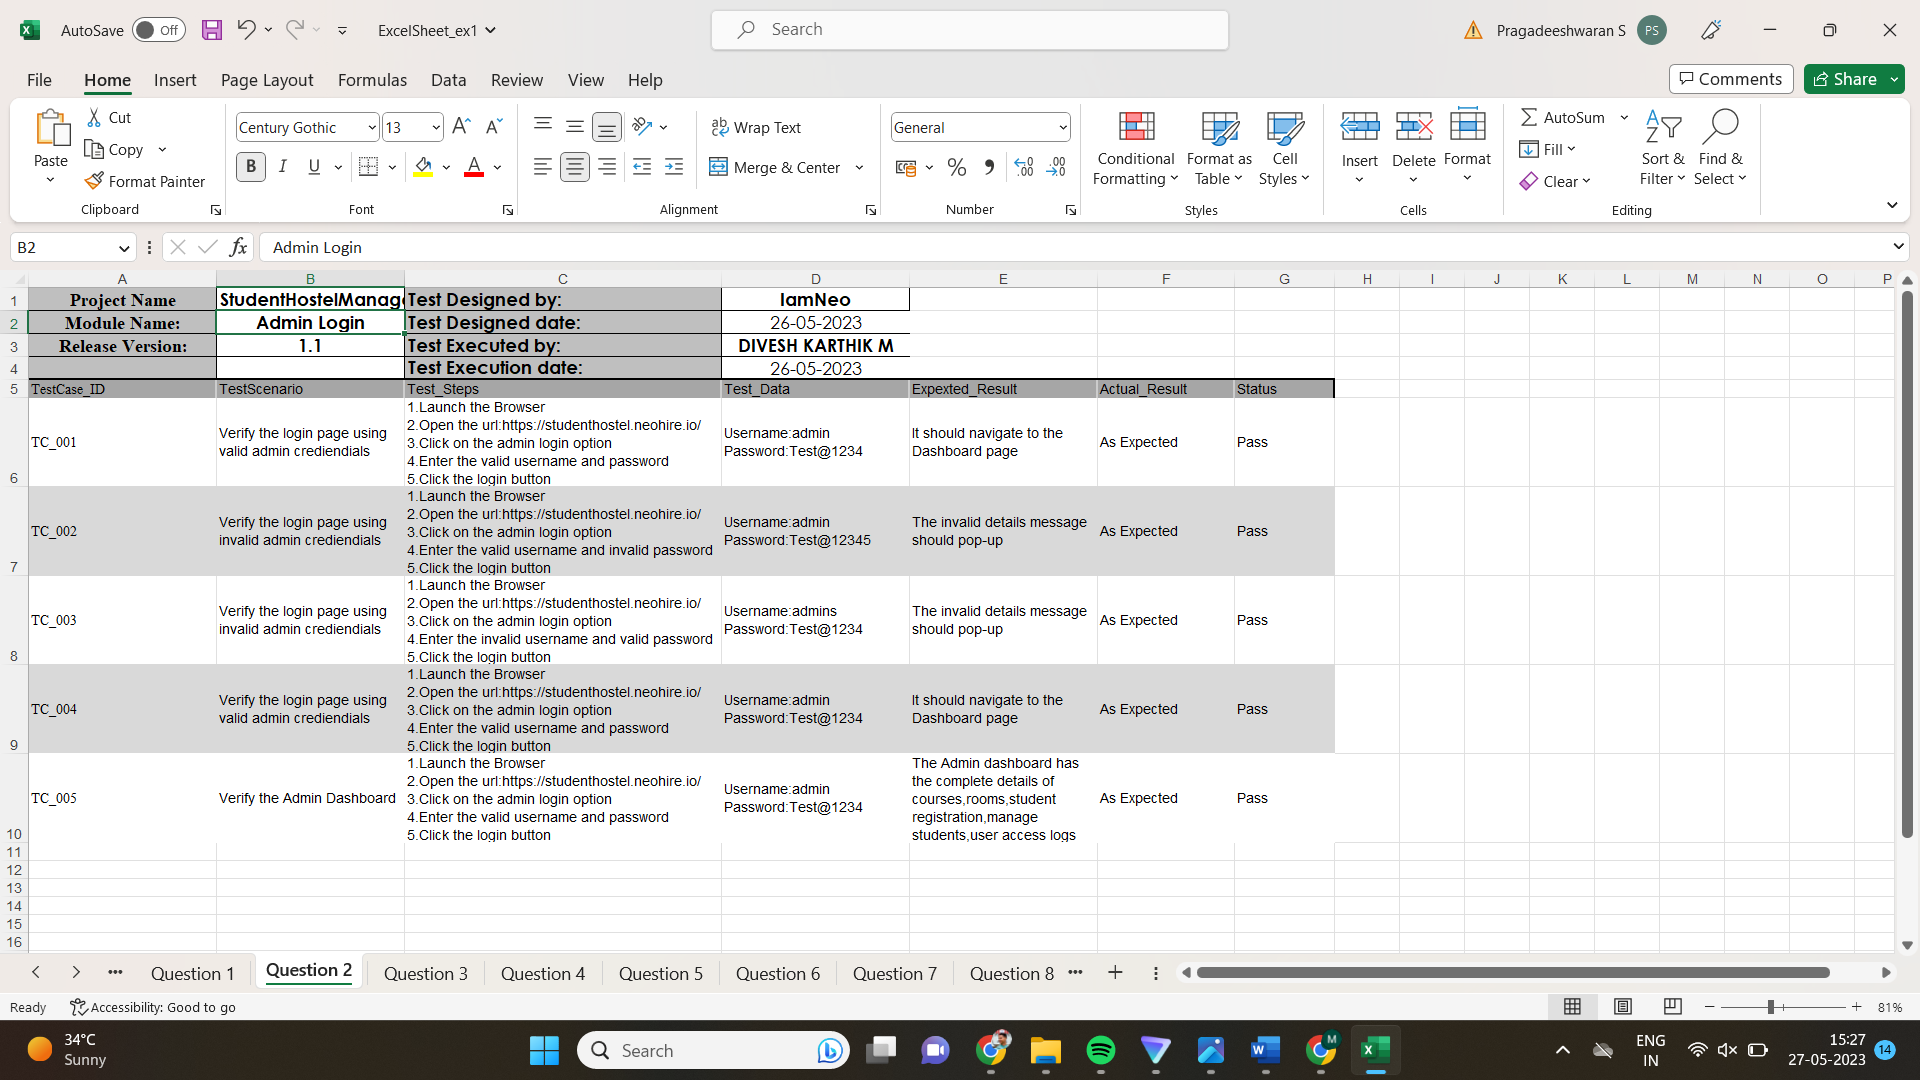 AutoSave Off ExcelSheet_ex1 Search Pragadeeshwaran S PS
File Home Insert Page Layout Formulas Data Review View Help Comments Share
Paste Cut Copy Format Painter Clipboard
Century Gothic 13 B I U A Font
Wrap Text Merge & Center Alignment
General % Number
Conditional Formatting Format as Table Cell Styles Styles
Insert Delete Format Cells
AutoSum Fill Clear Sort & Filter Find & Select Editing
B2 fx Admin Login
A B C D E F G H I J K L M N O P
1 Project Name StudentHostelManag Test Designed by: IamNeo
2 Module Name: Admin Login Test Designed date: 26-05-2023
3 Release Version: 1.1 Test Executed by: DIVESH KARTHIK M
4 Test Execution date: 26-05-2023
5 TestCase_ID TestScenario Test_Steps Test_Data Expexted_Result Actual_Result Status
6 TC_001
Verify the login page using
valid admin crediendials
1.Launch the Browser
2.Open the url:https://studenthostel.neohire.io/
3.Click on the admin login option
4.Enter the valid username and password
5.Click the login button
Username:admin
Password:Test@1234
It should navigate to the
Dashboard page
As Expected
Pass
7 TC_002
Verify the login page using
invalid admin crediendials
1.Launch the Browser
2.Open the url:https://studenthostel.neohire.io/
3.Click on the admin login option
4.Enter the valid username and invalid password
5.Click the login button
Username:admin
Password:Test@12345
The invalid details message
should pop-up
As Expected
Pass
8 TC_003
Verify the login page using
invalid admin crediendials
1.Launch the Browser
2.Open the url:https://studenthostel.neohire.io/
3.Click on the admin login option
4.Enter the invalid username and valid password
5.Click the login button
Username:admins
Password:Test@1234
The invalid details message
should pop-up
As Expected
Pass
9 TC_004
Verify the login page using
valid admin crediendials
1.Launch the Browser
2.Open the url:https://studenthostel.neohire.io/
3.Click on the admin login option
4.Enter the valid username and password
5.Click the login button
Username:admin
Password:Test@1234
It should navigate to the
Dashboard page
As Expected
Pass
10 TC_005
Verify the Admin Dashboard
1.Launch the Browser
2.Open the url:https://studenthostel.neohire.io/
3.Click on the admin login option
4.Enter the valid username and password
5.Click the login button
Username:admin
Password:Test@1234
The Admin dashboard has
the complete details of
courses,rooms,student
registration,manage
students,user access logs
As Expected
Pass
11
12
13
14
15
16
Question 1 Question 2 Question 3 Question 4 Question 5 Question 6 Question 7 Question 8
Ready Accessibility: Good to go 81%
34°C
Sunny
Search
ENG
IN
15:27
27-05-2023
14